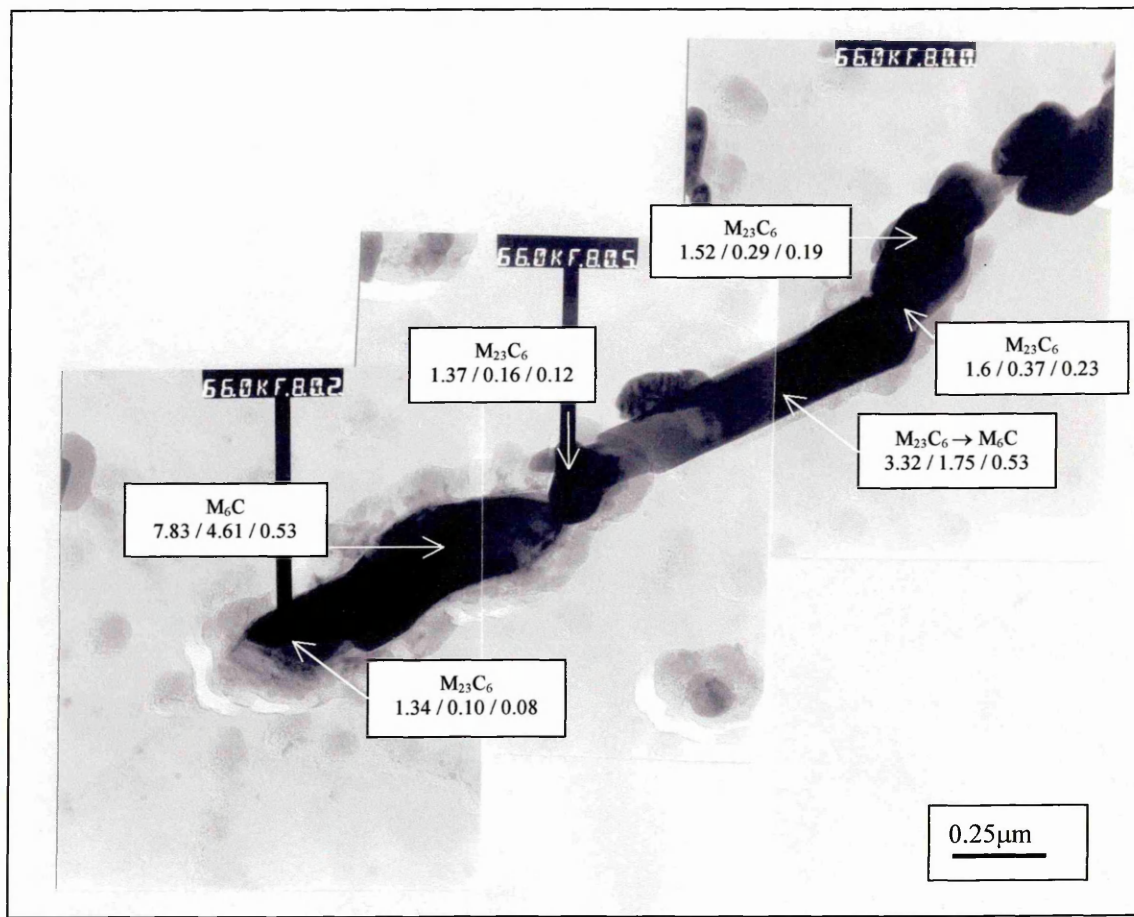 66.0KF.8.0.0.
M₂₃C₆
1.52 / 0.29 / 0.19
66.0KF.8.0.5.
M₂₃C₆
1.37 / 0.16 / 0.12
M₂₃C₆
1.6 / 0.37 / 0.23
66.0KF.8.0.2.
M₂₃C₆ → M₆C
3.32 / 1.75 / 0.53
M₆C
7.83 / 4.61 / 0.53
M₂₃C₆
1.34 / 0.10 / 0.08
0.25µm